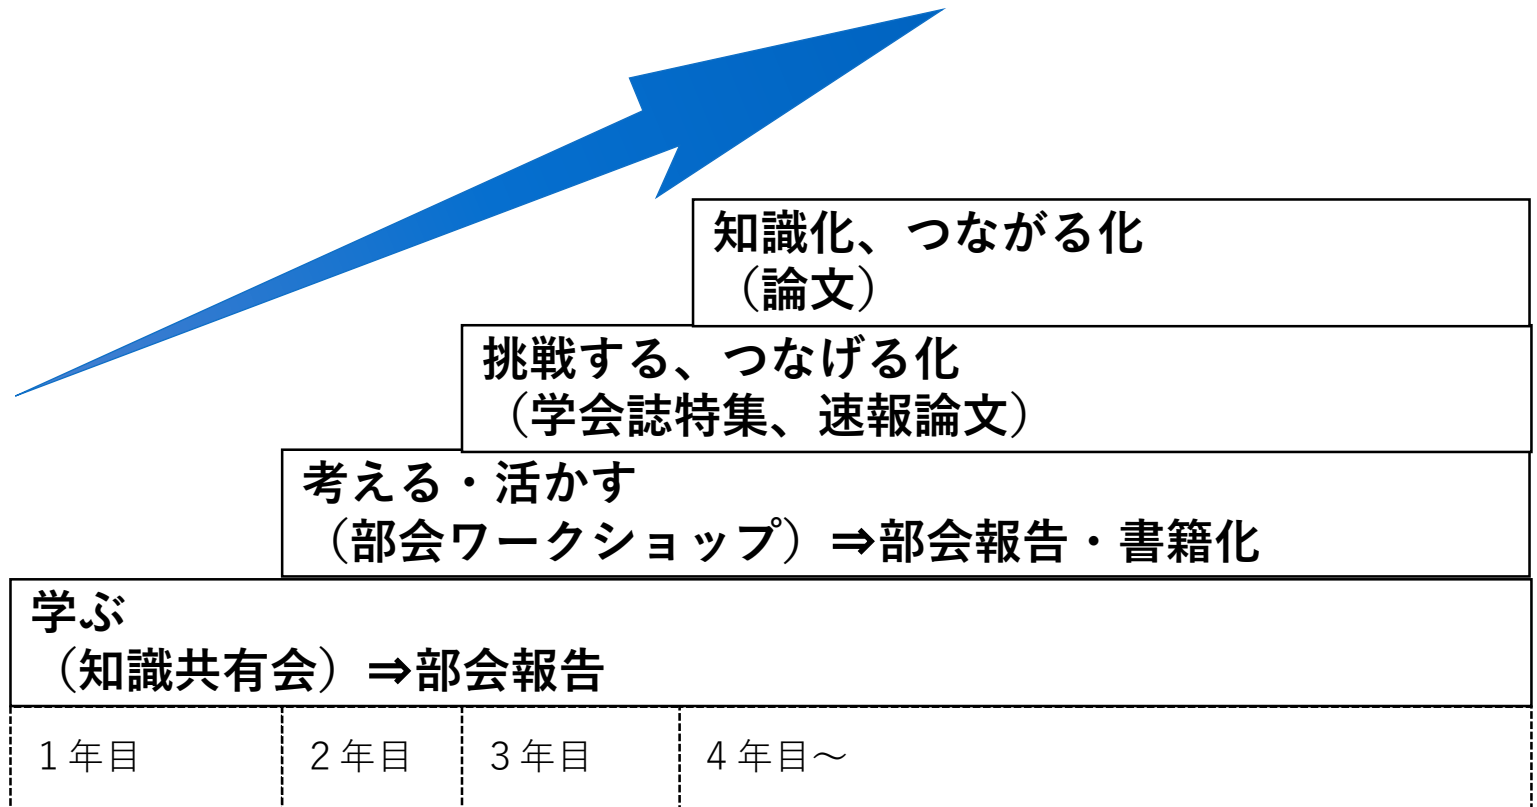 知識化、つながる化
（論文）
挑戦する、つなげる化
（学会誌特集、速報論文）
考える・活かす
（部会ワークショップ）⇒部会報告・書籍化
学ぶ
（知識共有会）⇒部会報告
１年目
２年目
３年目
４年目～